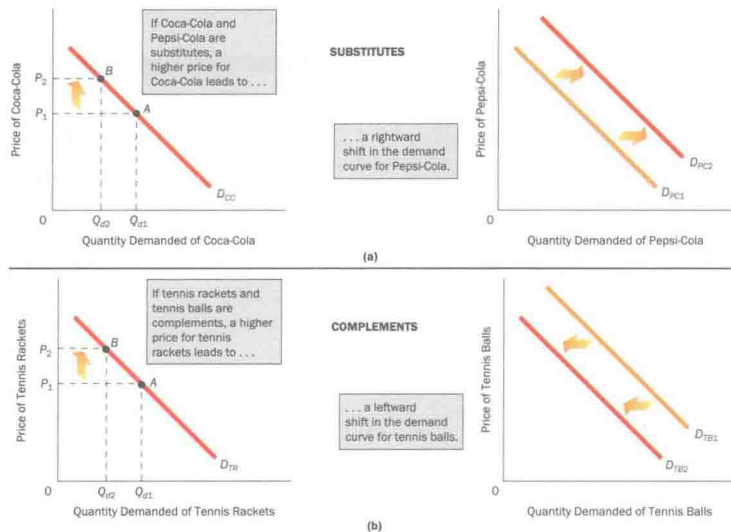 If Coca-Cola and
Pepsi-Cola are
substitutes, a
higher price for
Coca-Cola leads to . . .
SUBSTITUTES
. . . a rightward
shift in the demand
curve for Pepsi-Cola.
Price of Coca-Cola
P2
P1
B
A
DCC
0
Qd2
Qd1
Quantity Demanded of Coca-Cola
Price of Pepsi-Cola
DPC2
DPC1
0
Quantity Demanded of Pepsi-Cola
(a)
If tennis rackets and
tennis balls are
complements, a higher
price for tennis
rackets leads to . . .
COMPLEMENTS
. . . a leftward
shift in the demand
curve for tennis balls.
Price of Tennis Rackets
P2
P1
B
A
DTR
0
Qd2
Qd1
Quantity Demanded of Tennis Rackets
Price of Tennis Balls
DTB1
DTB2
0
Quantity Demanded of Tennis Balls
(b)